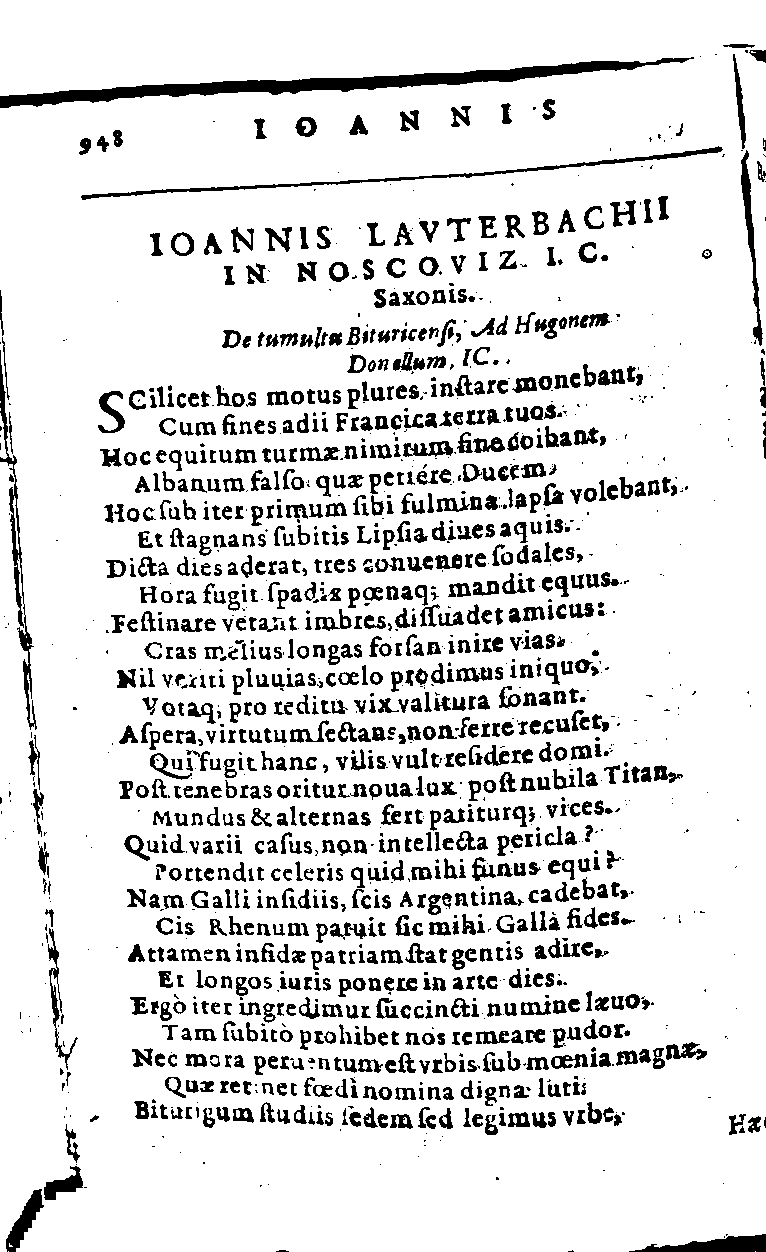 948 IOANNIS
IOANNIS LAVTERBACHII
IN NOSCOVIZ. I. C.
Saxonis.
De tumultu Bituricenſi, Ad Hugonem
Donellum, IC.
SCilicet hos motus plures inſtare monebant,
Cum fines adii Francica terra tuos.
Hoc equitum turmæ nimirum fine coibant,
Albanum falſo quæ petiére Ducem,
Hoc ſub iter primum ſibi fulmina lapſa volebant,
Et ſtagnans ſubitis Lipſia diues aquis.
Dicta dies aderat, tres conuenere ſodales,
Hora fugit ſpadix pœnaq; mandit equus.
Feſtinare vetant imbres, diſſuadet amicus:
Cras melius longas forſan inire vias.
Nil veriti pluuias, cœlo prodimus iniquo,
Votaq; pro reditu vix valitura ſonant.
Aſpera, virtutum ſectans, non ferre recuſet,
Qui fugit hanc, vilis vult reſidere domi.
Poſt tenebras oritur noua lux poſt nubila Titan,
Mundus & alternas fert patiturq; vices.
Quid varii caſus, non intellecta pericla?
Portendit celeris quid mihi funus equi?
Nam Galli inſidiis, ſcis Argentina, cadebat,
Cis Rhenum patuit ſic mihi Galla fides.
Attamen infidæ patriam ſtat gentis adire,
Et longos iuris ponere in arte dies.
Ergò iter ingredimur ſuccincti numine læuo,
Tam ſubitò prohibet nos remeare pudor.
Nec mora peruentum eſt vrbis ſub mœnia magnæ,
Quæ retinet fœdi nomina digna luti:
Biturigum ſtudiis ſedem ſed legimus vrbe,